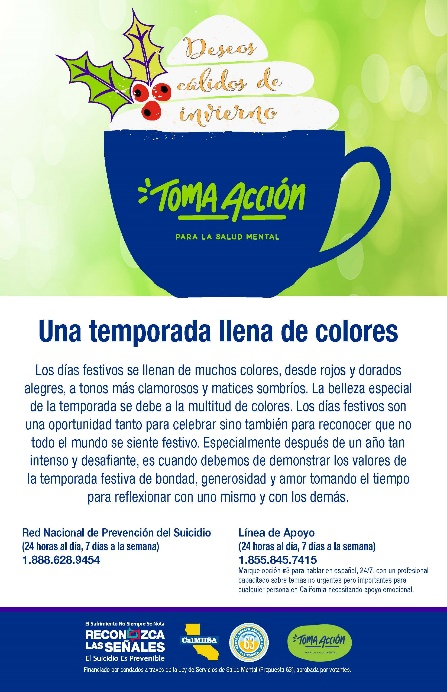 Deseos
cálidos de
invierno
TOMA ACCIÓN
PARA LA SALUD MENTAL
Una temporada llena de colores
Los días festivos se llenan de muchos colores, desde rojos y dorados
alegres, a tonos más clamorosos y matices sombríos. La belleza especial
de la temporada se debe a la multitud de colores. Los días festivos son
una oportunidad tanto para celebrar sino también para reconocer que no
todo el mundo se siente festivo. Especialmente después de un año tan
intenso y desafiante, es cuando debemos de demonstrar los valores de
la temporada festiva de bondad, generosidad y amor tomando el tiempo
para reflexionar con uno mismo y con los demás.
Red Nacional de Prevención del Suicidio
(24 horas al día, 7 días a la semana)
1.888.628.9454
Línea de Apoyo
(24 horas al día, 7 días a la semana)
1.855.845.7415
Marque opción #3 para hablar en español, 24/7, con un profesional
capacitado sobre temas no urgentes pero importantes para
cualquier persona en California necesitando apoyo emocional.
El Sufrimiento No Siempre Se Nota
RECONOZCA
LAS SEÑALES
El Suicidio Es Prevenible
CalMHSA
63
TOMA ACCIÓN
Financiado por condados a través de la Ley de Servicios de Salud Mental (Propuesta 63), aprobada por votantes.